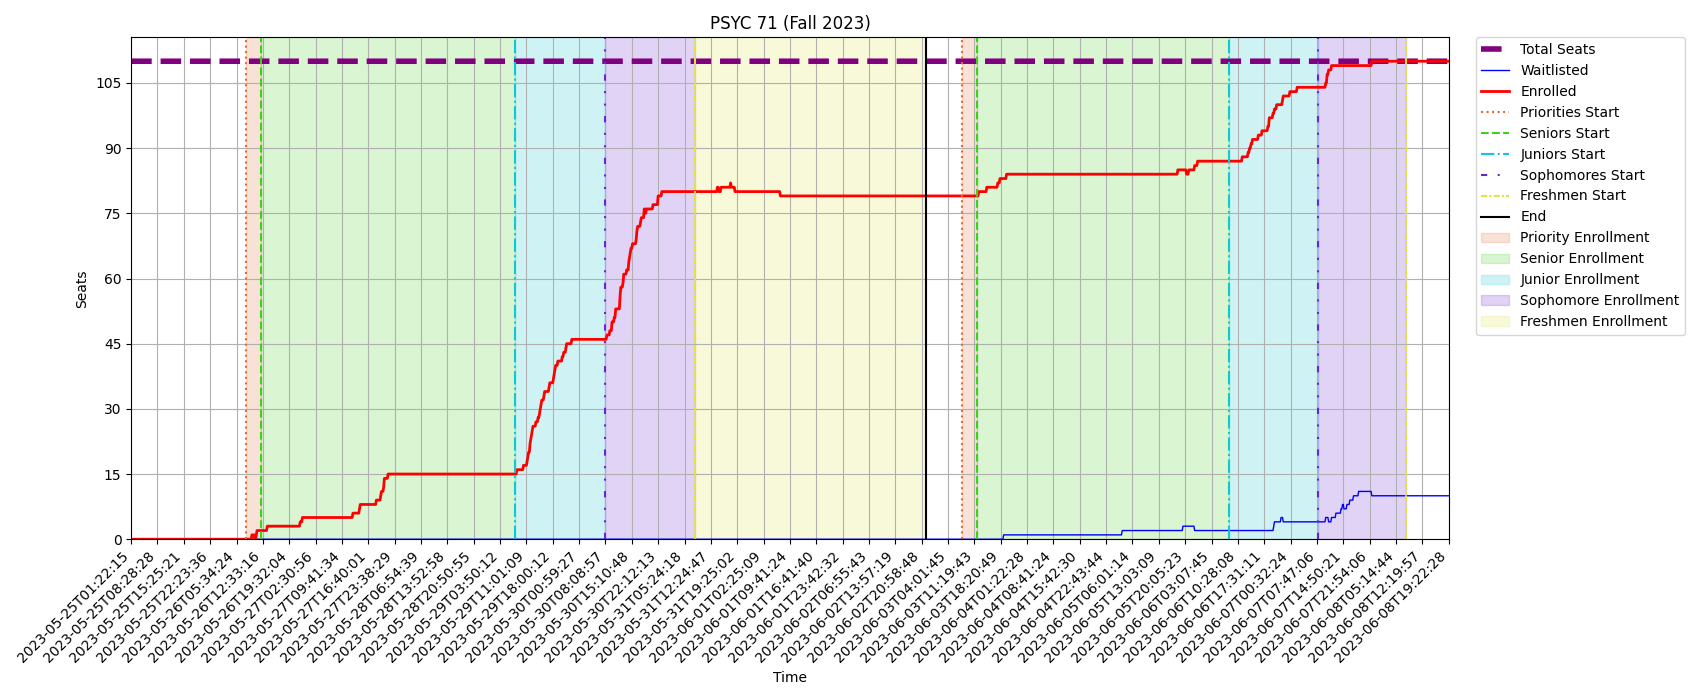 PSYC 71 (Fall 2023)
Total Seats
Waitlisted
Enrolled
Priorities Start
Seniors Start
Juniors Start
Sophomores Start
Freshmen Start
End
Priority Enrollment
Senior Enrollment
Junior Enrollment
Sophomore Enrollment
Freshmen Enrollment
Seats
105
90
75
60
45
30
15
0
2023-05-25T01:22:15
2023-05-25T08:28:28
2023-05-25T15:25:21
2023-05-25T22:23:36
2023-05-26T05:34:24
2023-05-26T12:33:16
2023-05-26T19:32:04
2023-05-27T02:30:56
2023-05-27T09:41:34
2023-05-27T16:40:01
2023-05-27T23:38:29
2023-05-28T06:54:39
2023-05-28T13:52:58
2023-05-28T20:50:55
2023-05-29T03:50:12
2023-05-29T11:01:09
2023-05-29T18:00:12
2023-05-30T00:59:27
2023-05-30T08:08:57
2023-05-30T15:10:48
2023-05-30T22:12:13
2023-05-31T05:24:18
2023-05-31T12:24:47
2023-05-31T19:25:02
2023-06-01T02:25:09
2023-06-01T09:41:24
2023-06-01T16:41:40
2023-06-01T23:42:32
2023-06-02T06:55:43
2023-06-02T13:57:19
2023-06-02T20:58:48
2023-06-03T04:01:45
2023-06-03T11:19:43
2023-06-03T18:20:49
2023-06-04T01:22:28
2023-06-04T08:41:24
2023-06-04T15:42:30
2023-06-04T22:43:44
2023-06-05T06:01:14
2023-06-05T13:03:09
2023-06-05T20:05:23
2023-06-06T03:07:45
2023-06-06T10:28:08
2023-06-06T17:31:11
2023-06-07T00:32:24
2023-06-07T07:47:06
2023-06-07T14:50:21
2023-06-07T21:54:06
2023-06-08T05:14:44
2023-06-08T12:19:57
2023-06-08T19:22:28
Time